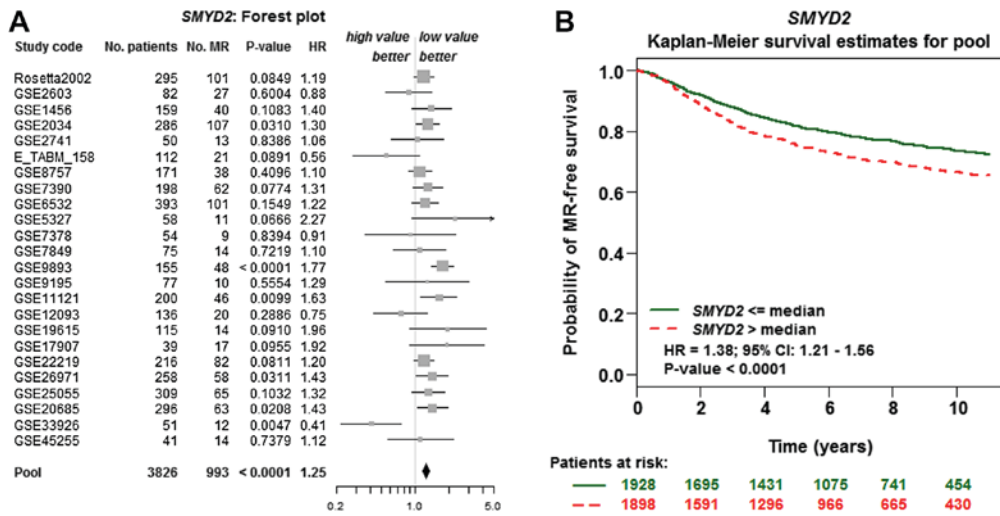 A
SMYD2: Forest plot
Study code No. patients No. MR P-value HR high value better low value better
Rosetta2002 295 101 0.0849 1.19
GSE2603 82 27 0.6004 0.88
GSE1456 159 40 0.1083 1.40
GSE2034 286 107 0.0310 1.30
GSE2741 50 13 0.8386 1.06
E_TABM_158 112 21 0.0891 0.56
GSE8757 171 38 0.4096 1.10
GSE7390 198 62 0.0774 1.31
GSE6532 393 101 0.1549 1.22
GSE5327 58 11 0.0666 2.27
GSE7378 54 9 0.8394 0.91
GSE7849 75 14 0.7219 1.10
GSE9893 155 48 < 0.0001 1.77
GSE9195 77 10 0.5554 1.29
GSE11121 200 46 0.0099 1.63
GSE12093 136 20 0.2886 0.75
GSE19615 115 14 0.0910 1.96
GSE17907 39 17 0.0955 1.92
GSE22219 216 82 0.0811 1.20
GSE26971 258 58 0.0311 1.43
GSE25055 309 65 0.1032 1.32
GSE20685 296 63 0.0208 1.43
GSE33926 51 12 0.0047 0.41
GSE45255 41 14 0.7379 1.12
Pool 3826 993 < 0.0001 1.25
0.2 1.0 5.0
B
SMYD2
Kaplan-Meier survival estimates for pool
Probability of MR-free survival
1.0
0.8
0.6
0.4
0.2
0.0
SMYD2 <= median
SMYD2 > median
HR = 1.38; 95% CI: 1.21 - 1.56
P-value < 0.0001
0 2 4 6 8 10
Time (years)
Patients at risk:
1928 1695 1431 1075 741 454
1898 1591 1296 966 665 430